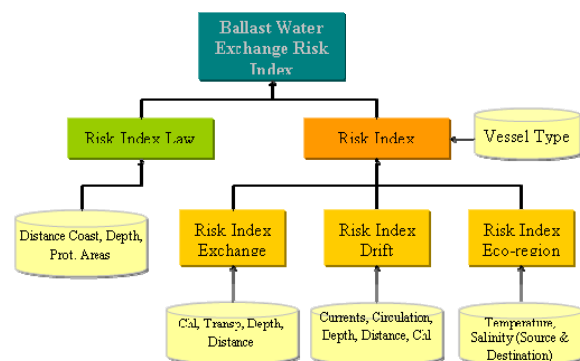 Ballast Water
Exchange Risk
Index
Risk Index Law
Risk Index
Vessel Type
Distance Coast, Depth,
Prot. Areas
Risk Index
Exchange
Risk Index
Drift
Risk Index
Eco-region
Chl, Transp, Depth,
Distance
Currents, Circulation,
Depth, Distance, Chl
Temperature,
Salinity (Source &
Destination)